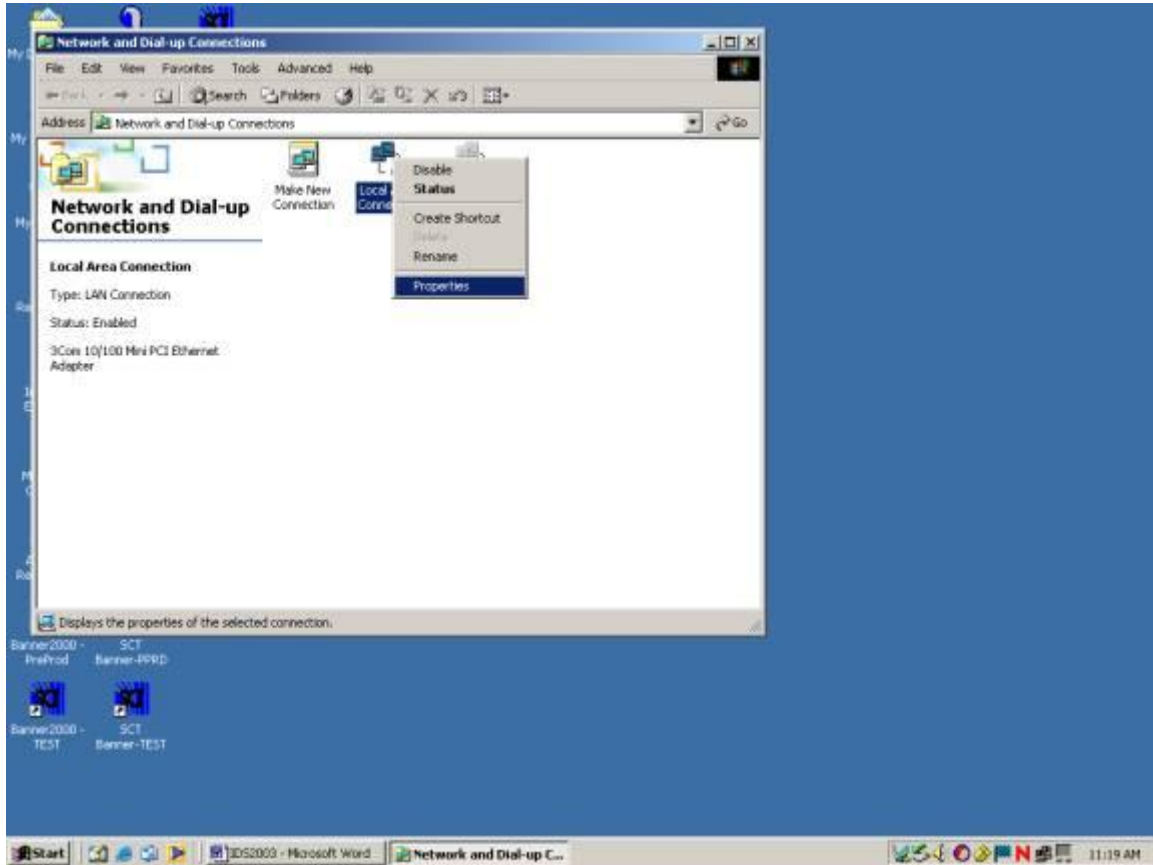 Network and Dial-up Connections
File Edit View Favorites Tools Advanced Help
Search Folders
Address Network and Dial-up Connections Go
My
My
Make New Connection
Local
Conne
Network and Dial-up
Connections
Local Area Connection
Type: LAN Connection
Status: Enabled
3Com 10/100 Mini PCI Ethernet
Adapter
Disable
Status
Create Shortcut
Delete
Rename
Properties
Displays the properties of the selected connection.
Banner2000 -
PreProd
SCT
Banner-PPRD
Banner2000 -
TEST
SCT
Banner-TEST
Start
IDS2003 - Microsoft Word
Network and Dial-up C...
11:19 AM